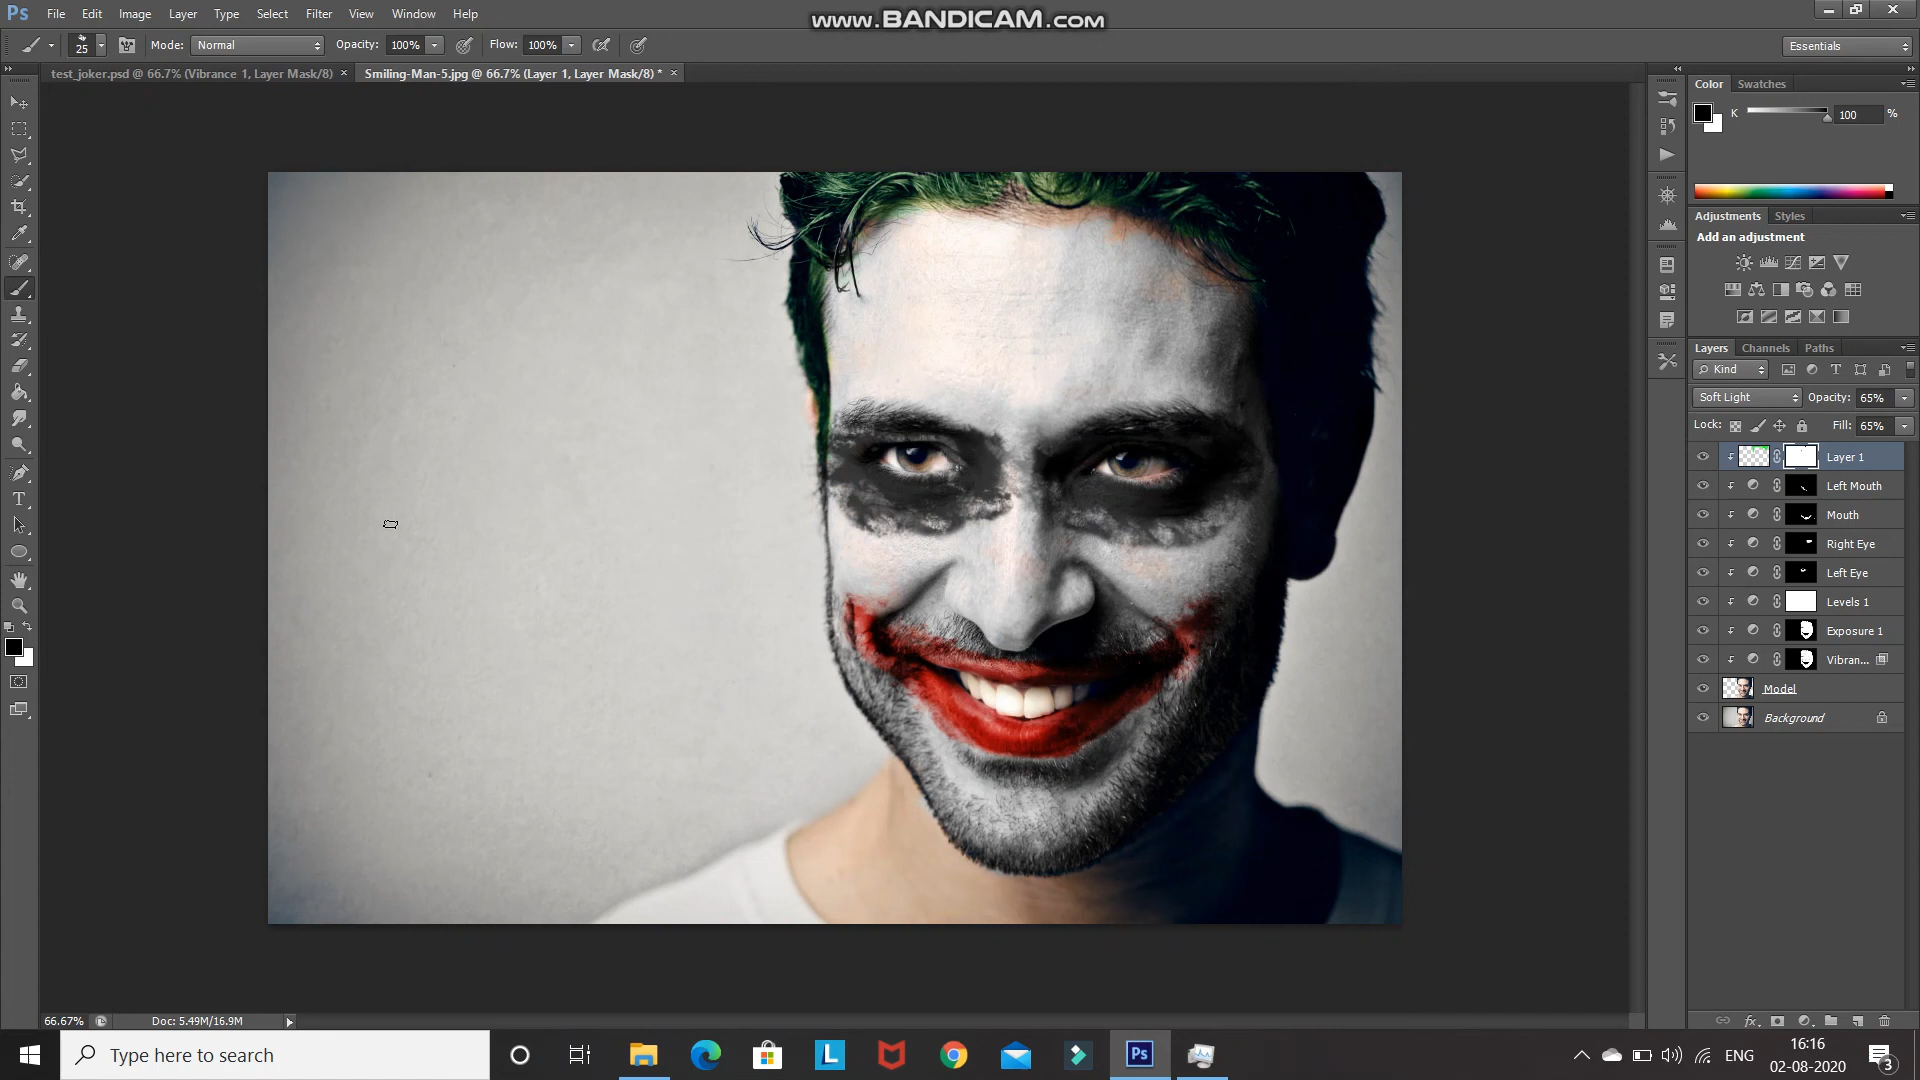 Ps File Edit Image Layer Type Select Filter View Window Help
www.BANDICAM.com
25 Mode: Normal Opacity: 100% Flow: 100% Essentials
test_joker.psd @ 66.7% (Vibrance 1, Layer Mask/8) × Smiling-Man-5.jpg @ 66.7% (Layer 1, Layer Mask/8) * ×
Color Swatches
K 100 %
Adjustments Styles
Add an adjustment
Layers Channels Paths
Kind T
Soft Light Opacity: 65%
Lock: Fill: 65%
Layer 1
Left Mouth
Mouth
Right Eye
Left Eye
Levels 1
Exposure 1
Vibran...
Model
Background
66.67% Doc: 5.49M/16.9M fx
Type here to search
L
Ps
ENG
16:16
02-08-2020
3